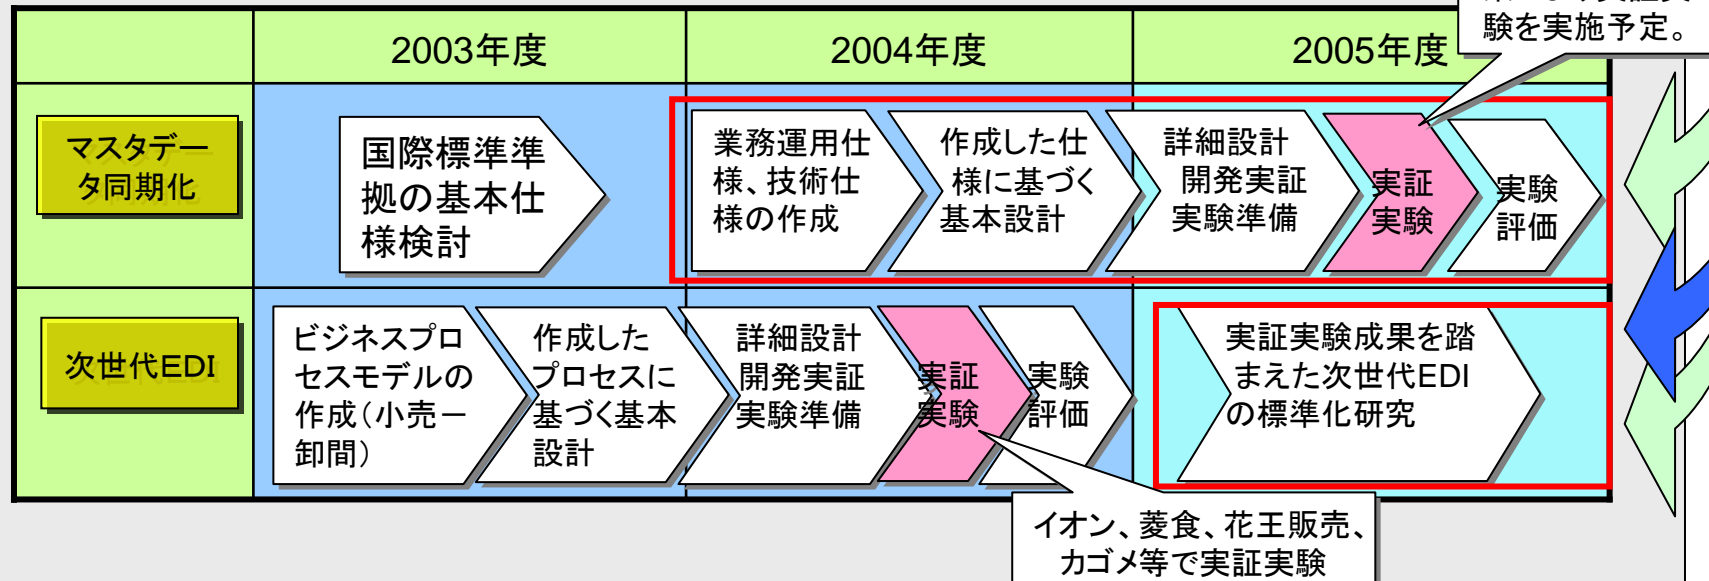 2003年度
2004年度
2005年度
験を実施予定。
マスタデー
タ同期化
国際標準準
拠の基本仕
様検討
業務運用仕
様、技術仕
様の作成
作成した仕
様に基づく
基本設計
詳細設計
開発実証
実験準備
実証
実験
実験
評価
次世代EDI
ビジネスプロ
セスモデルの
作成(小売ー
卸間)
作成した
プロセスに
基づく基本
設計
詳細設計
開発実証
実験準備
実証
実験
実験
評価
実証実験成果を踏
まえた次世代EDI
の標準化研究
イオン、菱食、花王販売、
カゴメ等で実証実験